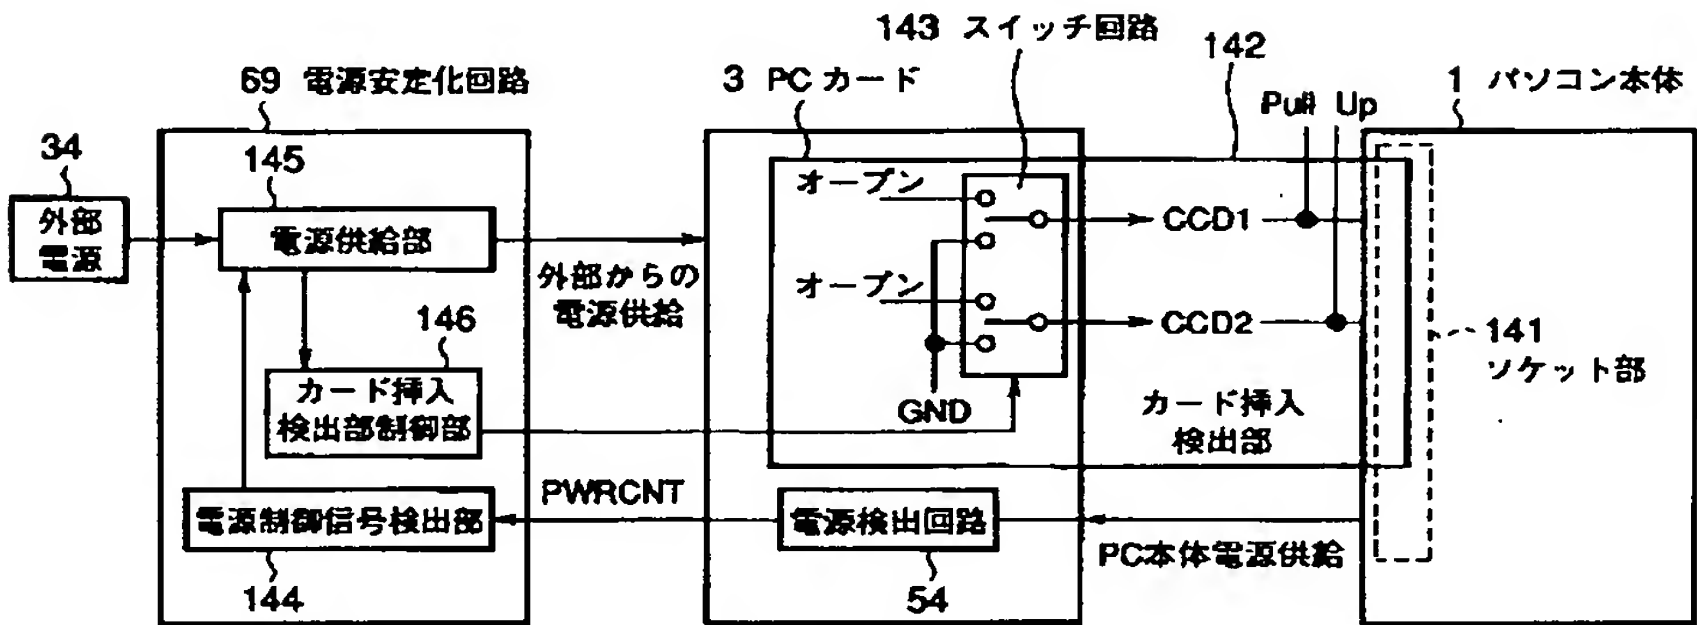 143 スイッチ回路
142
69 電源安定化回路
3 PCカード
1 パソコン本体
Pull Up
34
145
外部
電源
電源供給部
オープン
CCD1
外部からの
電源供給
オープン
CCD2
146
141
ソケット部
カード挿入
検出部制御部
GND
カード挿入
検出部
PWRCNT
電源制御信号検出部
電源検出回路
PC本体電源供給
144
54